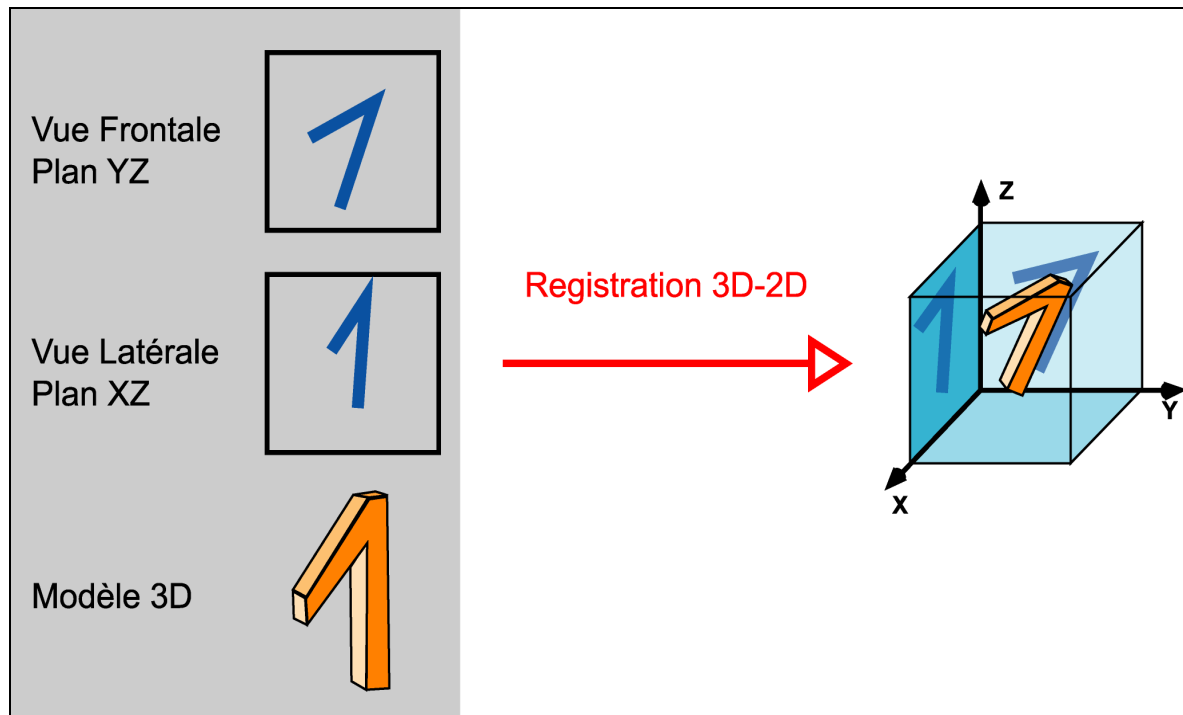 Vue Frontale
Plan YZ
Vue Latérale
Plan XZ
Modèle 3D
Registration 3D-2D
Z
Y
X